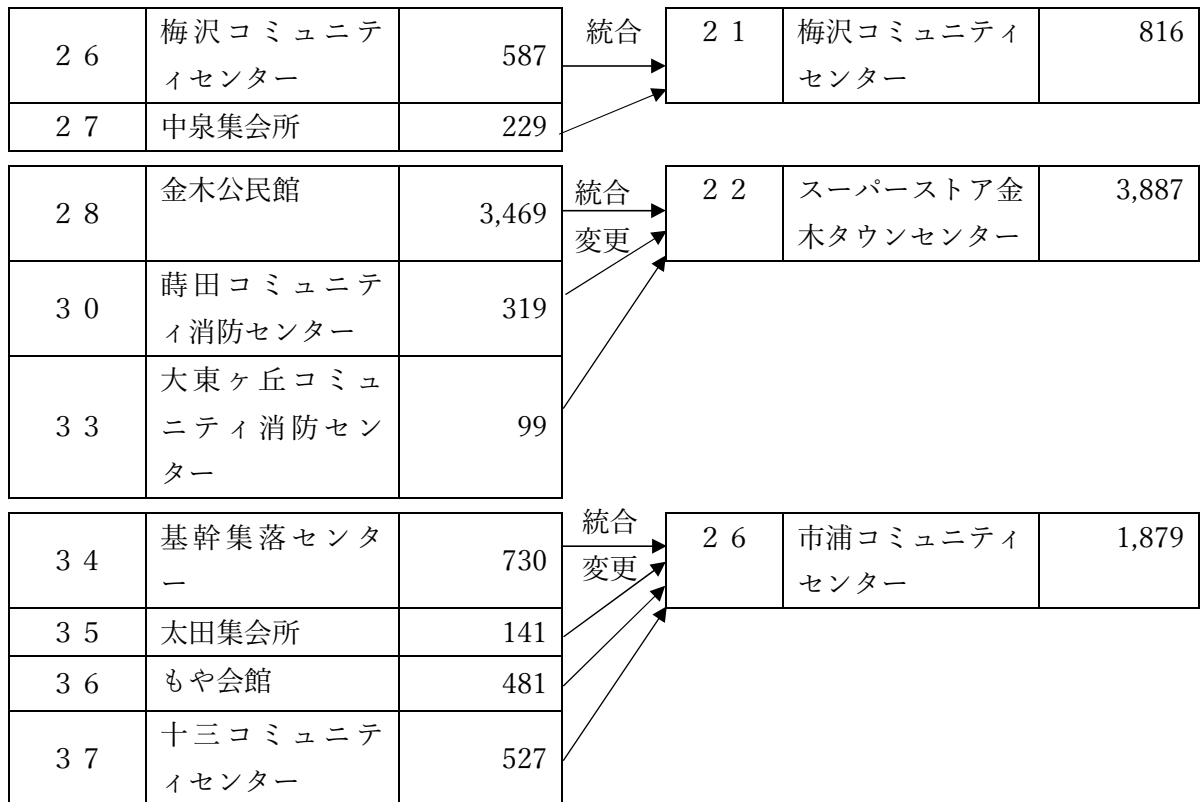 ２６ 梅沢コミュニテ 587 統合 ２１ 梅沢コミュニティ 816
ィセンター センター
２７ 中泉集会所 229
２８ 金木公民館 3,469 統合 ２２ スーパーストア金 3,887
変更 木タウンセンター
３０ 蒔田コミュニテ 319
ィ消防センター
３３ 大東ヶ丘コミュ 99
ニティ消防セン
ター
３４ 基幹集落センタ 730 統合 ２６ 市浦コミュニティ 1,879
ー 変更 センター
３５ 太田集会所 141
３６ もや会館 481
３７ 十三コミュニテ 527
ィセンター